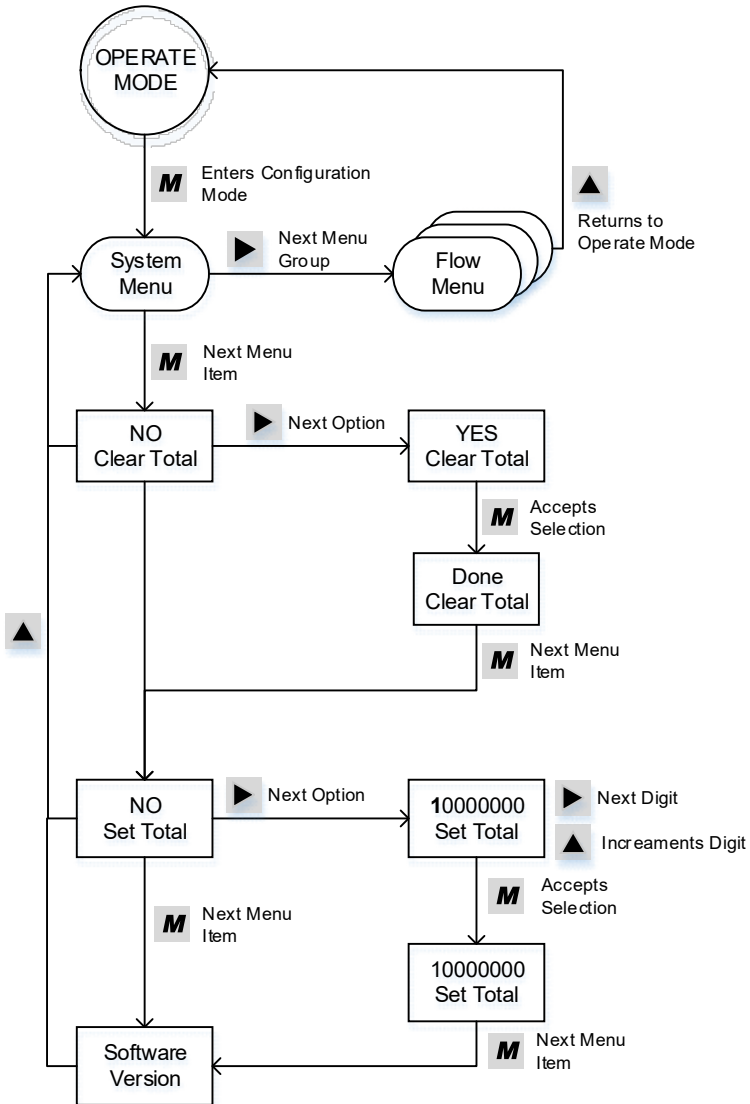 OPERATE
MODE
M
Enters Configuration
Mode
System
Menu
Next Menu
Group
Flow
Menu
Returns to
Operate Mode
M
Next Menu
Item
NO
Clear Total
Next Option
YES
Clear Total
M
Accepts
Selection
Done
Clear Total
M
Next Menu
Item
NO
Set Total
Next Option
10000000
Set Total
Next Digit
Increaments Digit
M
Accepts
Selection
M
Next Menu
Item
10000000
Set Total
M
Next Menu
Item
Software
Version